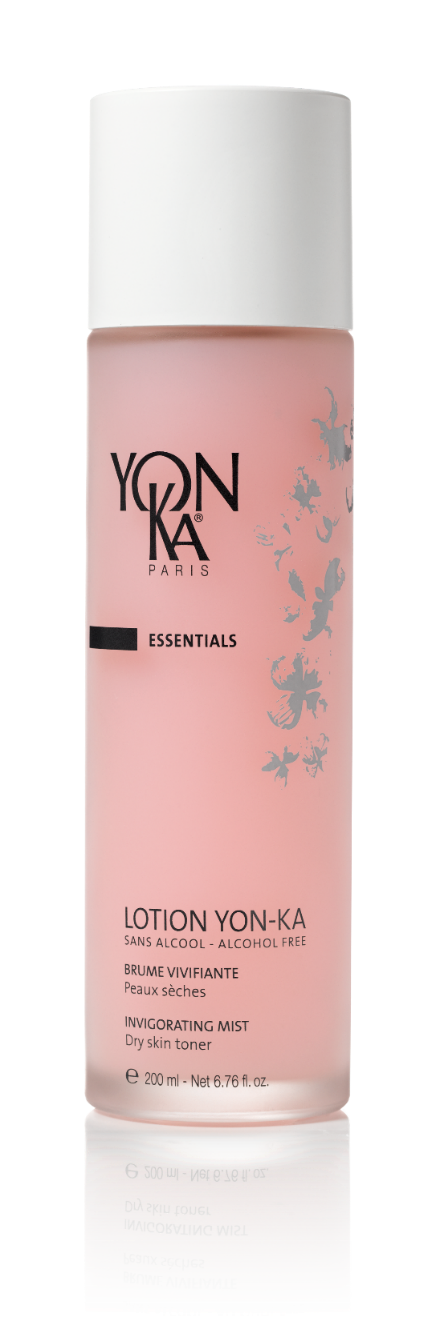 YON
KA®
PARIS
ESSENTIALS
LOTION YON-KA
SANS ALCOOL - ALCOHOL FREE
BRUME VIVIFIANTE
Peaux sèches
INVIGORATING MIST
Dry skin toner
℮ 200 ml - Net 6.76 fl. oz.